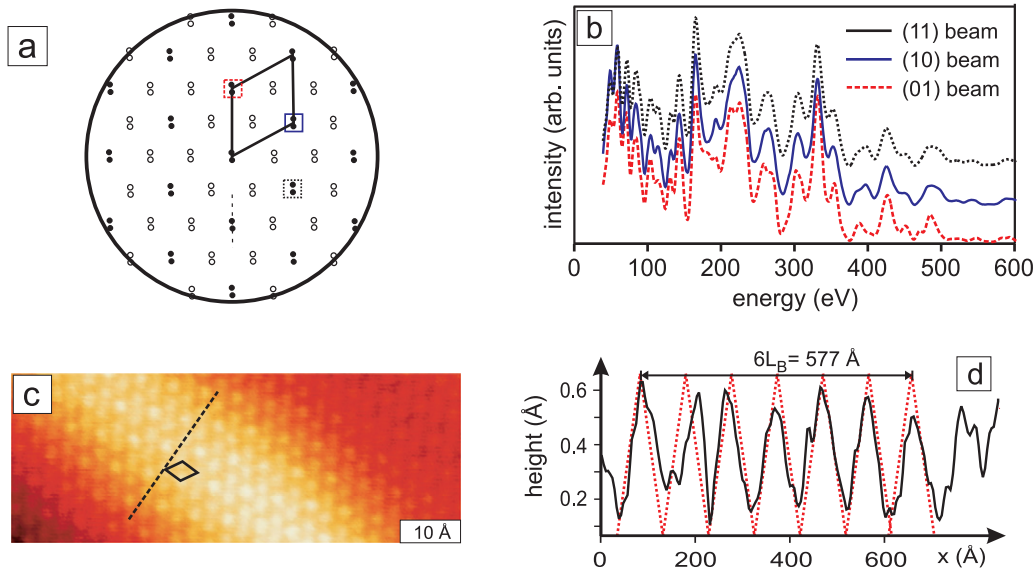 a
b
intensity (arb. units)
(11) beam
(10) beam
(01) beam
0 100 200 300 400 500 600
energy (eV)
c
10 Å
d
6L_B= 577 Å
height (Å)
0.6
0.4
0.2
0 200 400 600 x (Å)